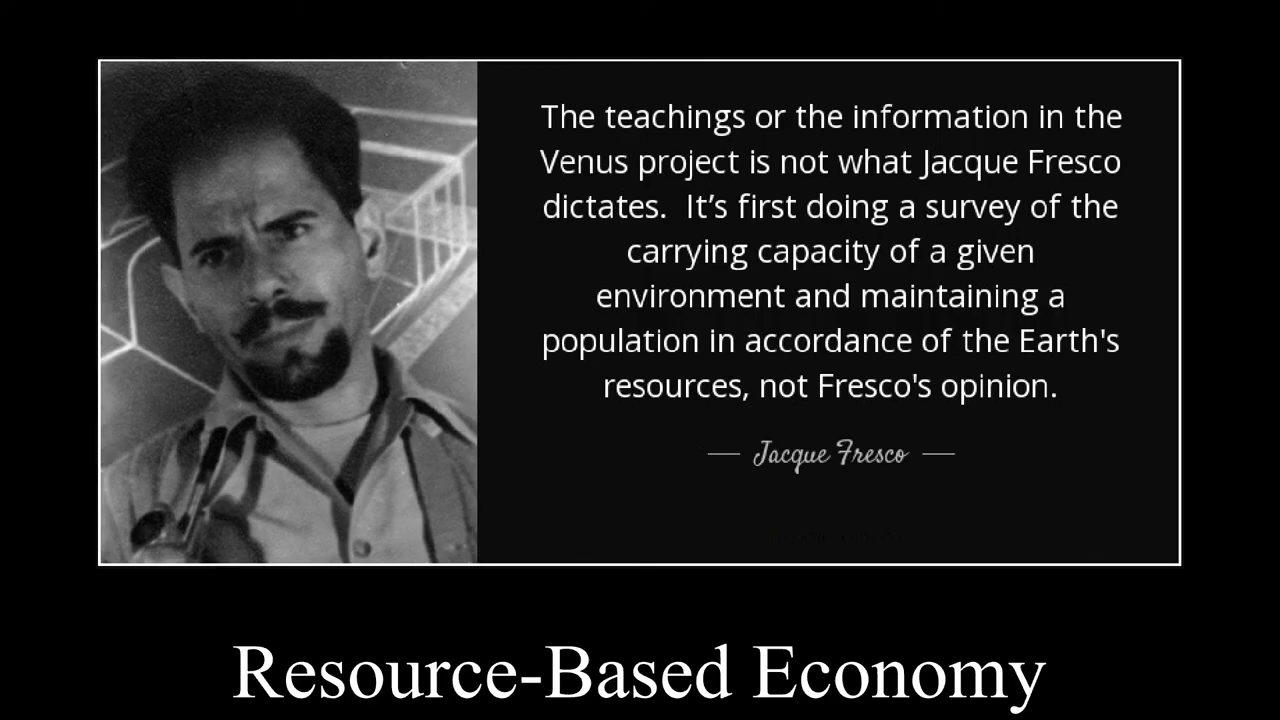 The teachings or the information in the
Venus project is not what Jacque Fresco
dictates.  It’s first doing a survey of the
carrying capacity of a given
environment and maintaining a
population in accordance of the Earth's
resources, not Fresco's opinion.
— Jacque Fresco —
Resource-Based Economy